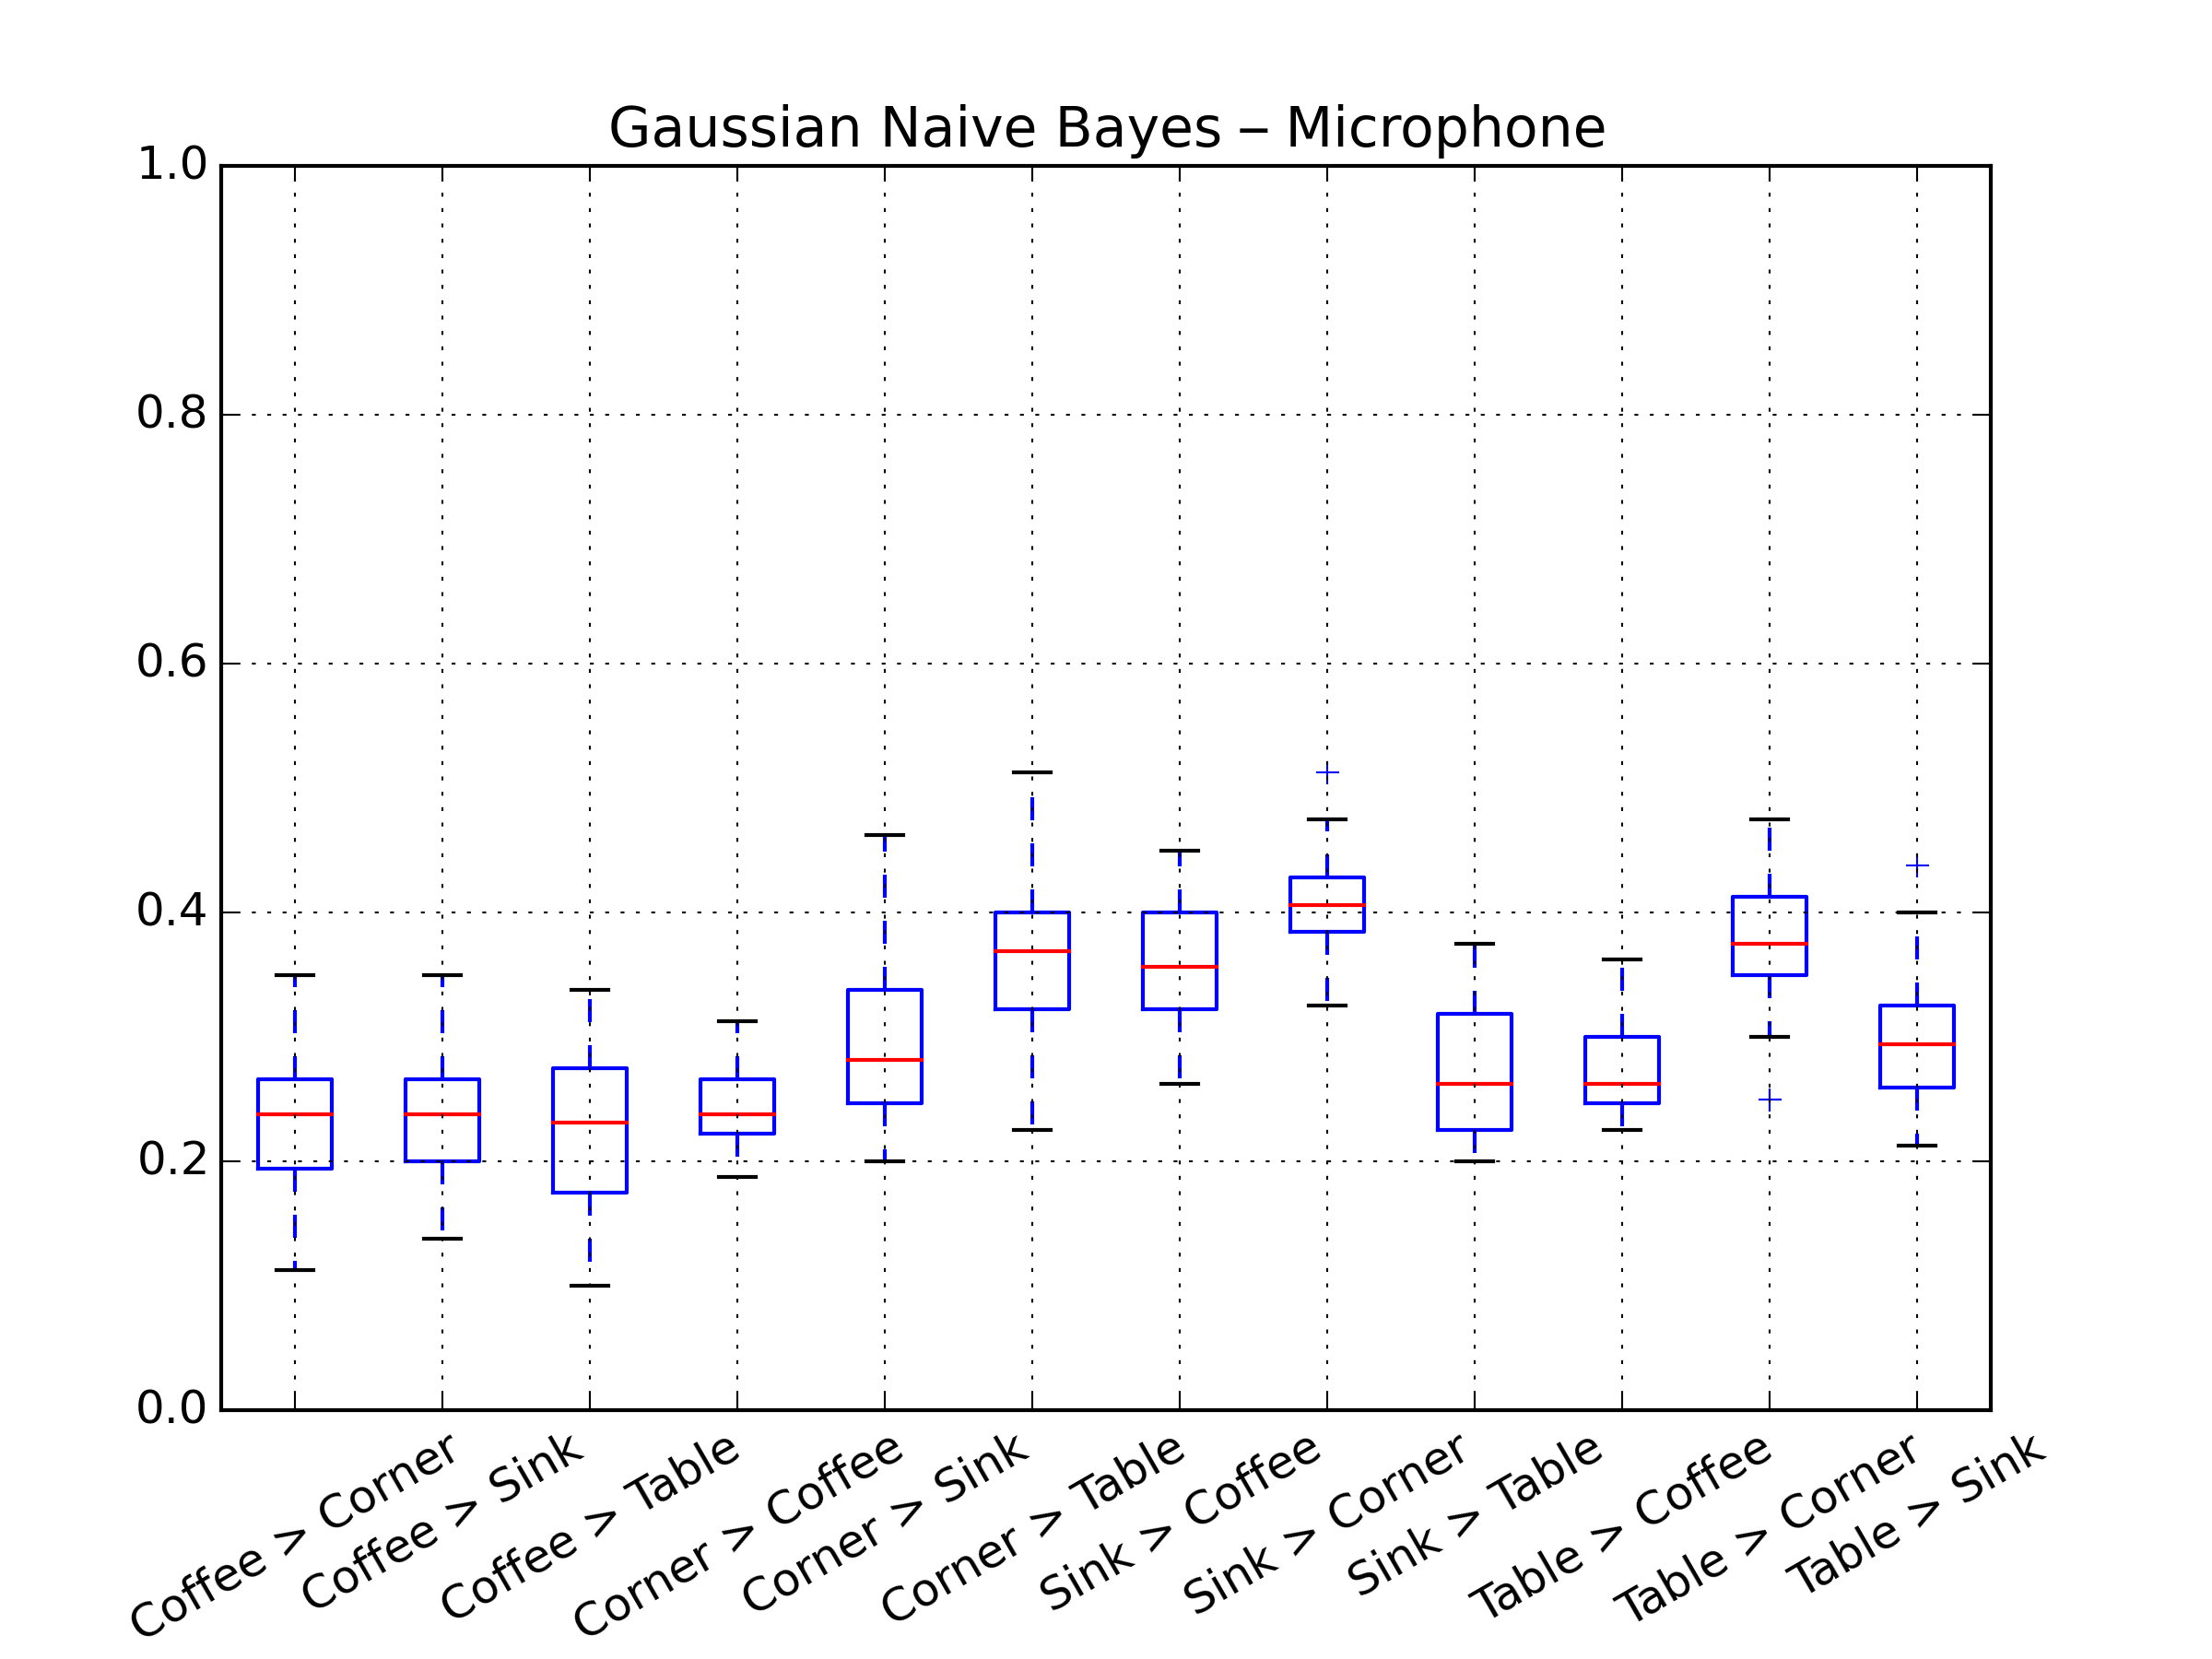 Gaussian Naive Bayes – Microphone
1.0
0.8
0.6
0.4
0.2
0.0
Coffee > Corner
Coffee > Sink
Coffee > Table
Corner > Coffee
Corner > Sink
Corner > Table
Sink > Coffee
Sink > Corner
Sink > Table
Table > Coffee
Table > Corner
Table > Sink